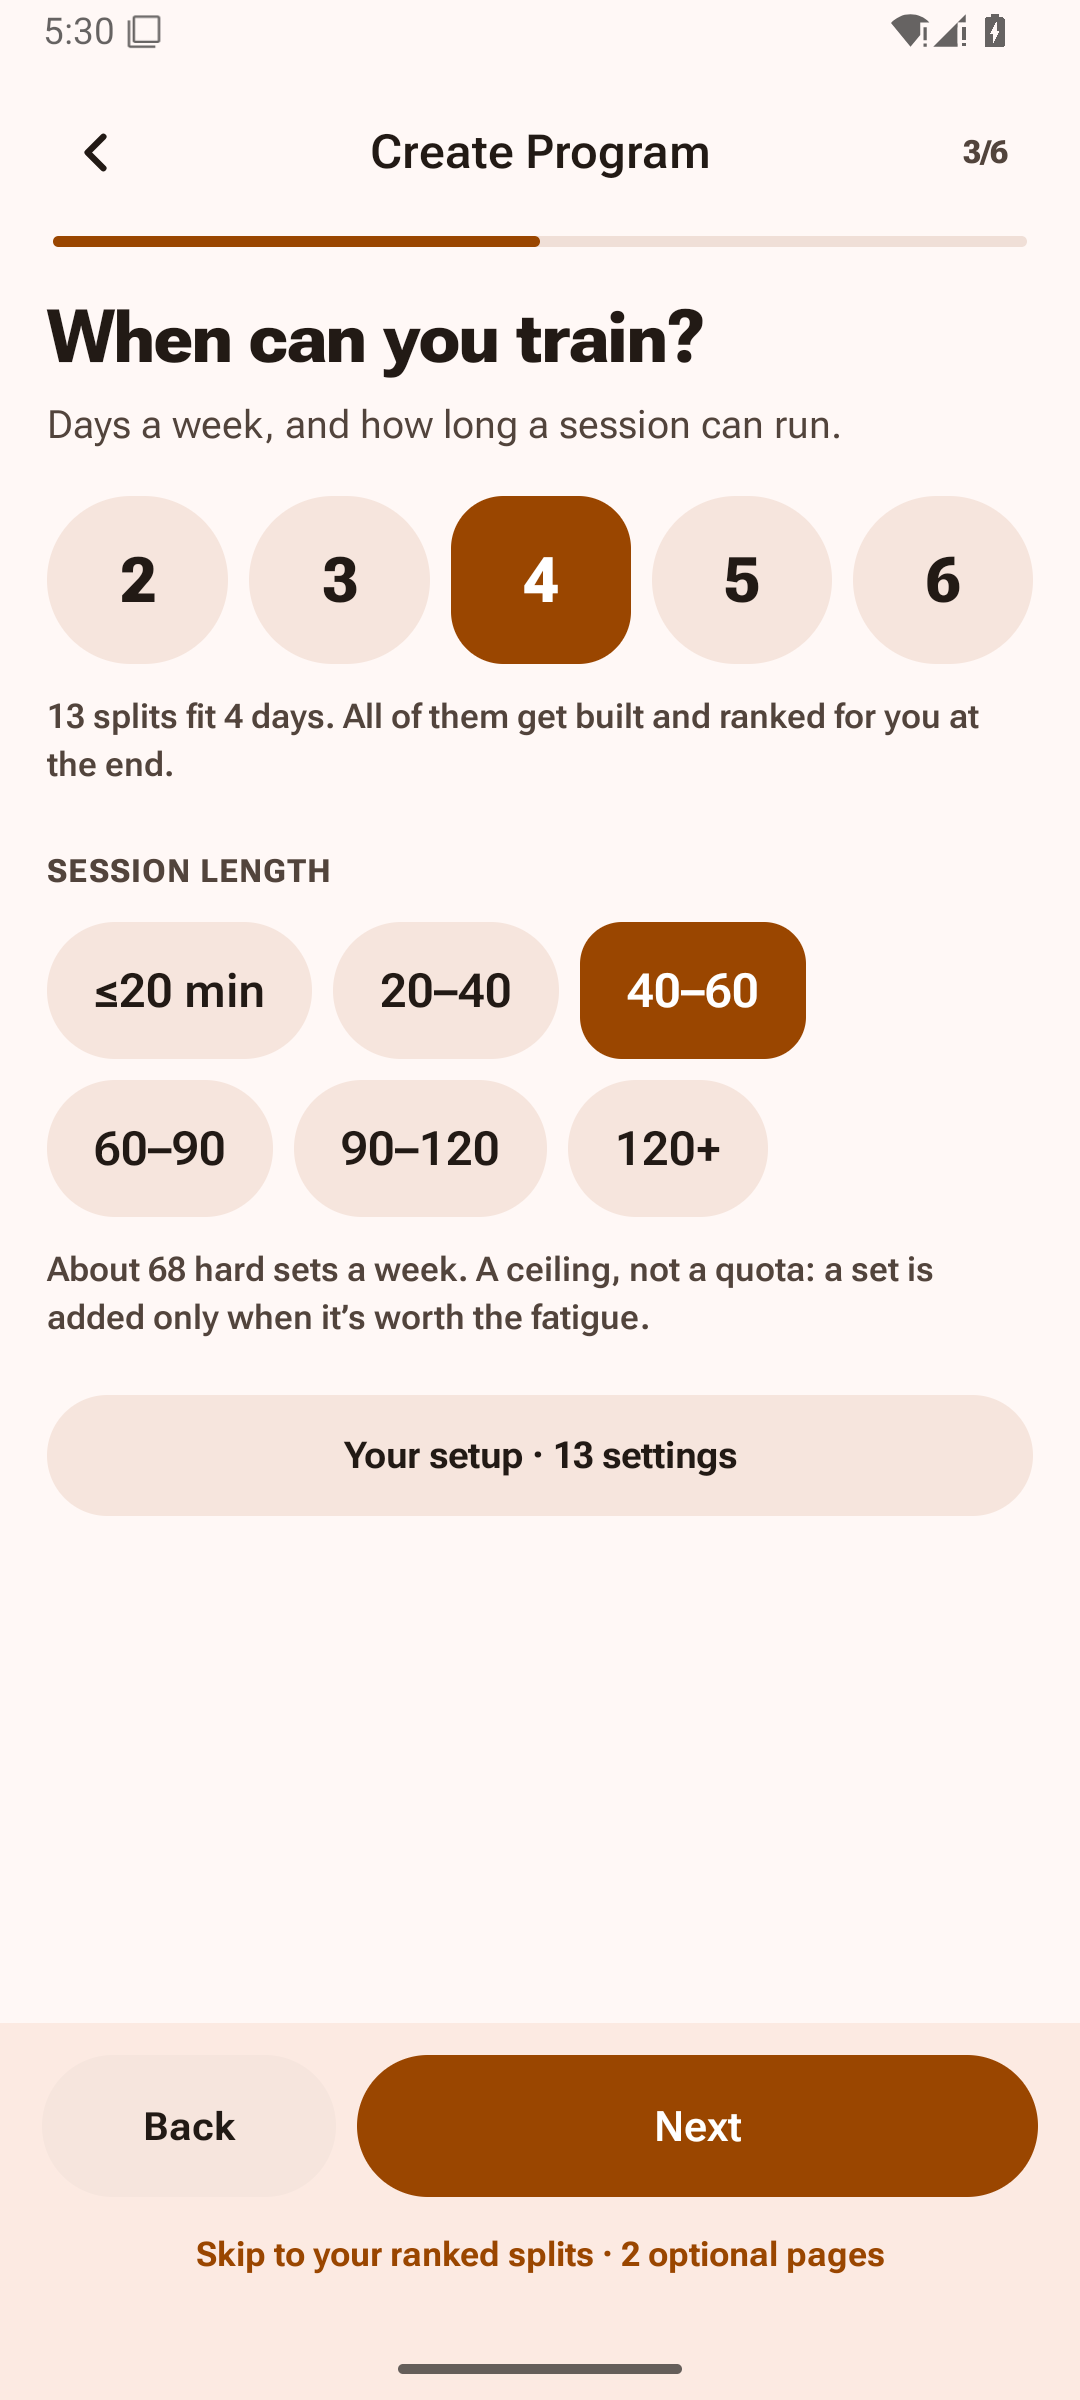 5:30
Create Program
3/6
When can you train?
Days a week, and how long a session can run.
2 3 4 5 6
13 splits fit 4 days. All of them get built and ranked for you at
the end.
SESSION LENGTH
≤20 min 20–40 40–60
60–90 90–120 120+
About 68 hard sets a week. A ceiling, not a quota: a set is
added only when it’s worth the fatigue.
Your setup · 13 settings
Back Next
Skip to your ranked splits · 2 optional pages